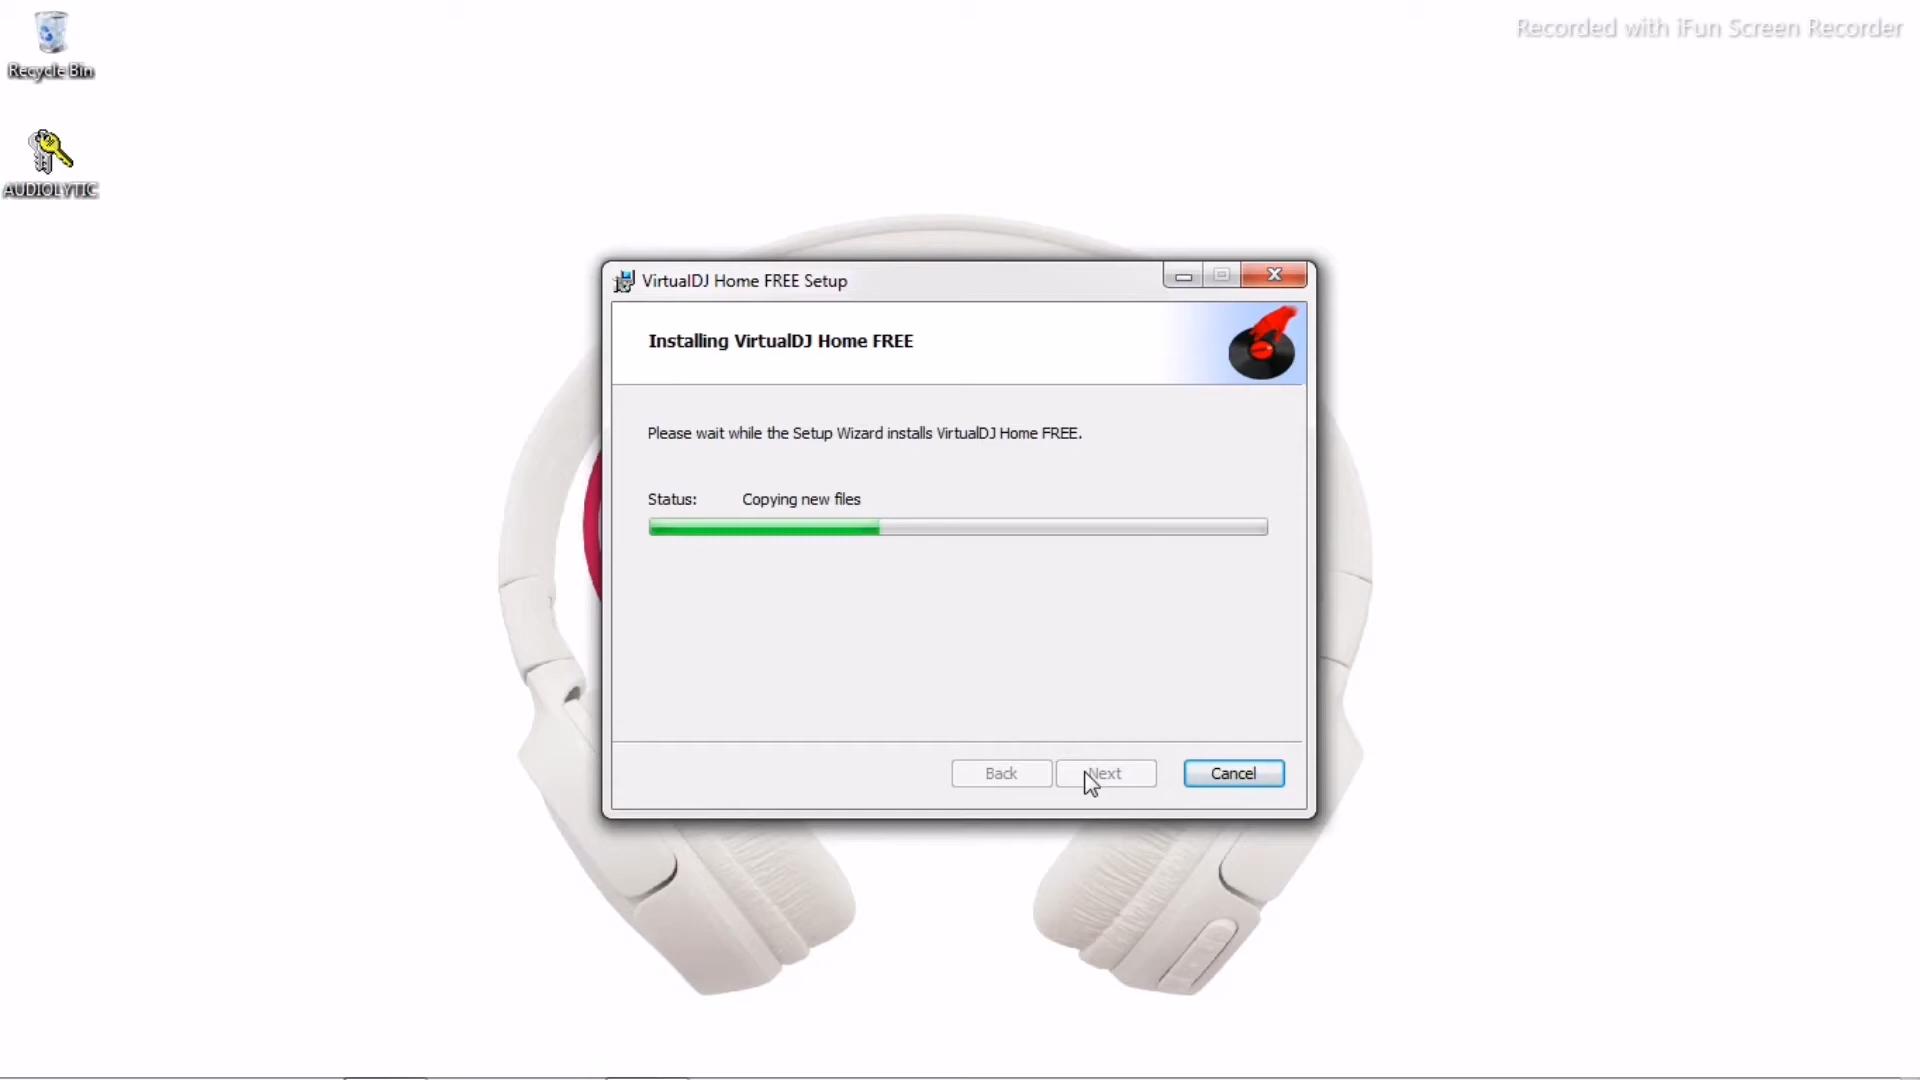 Recorded with iFun Screen Recorder
Recycle Bin
AUDIOLYTIC
VirtualDJ Home FREE Setup
Installing VirtualDJ Home FREE
Please wait while the Setup Wizard installs VirtualDJ Home FREE.
Status: Copying new files
Back Next Cancel